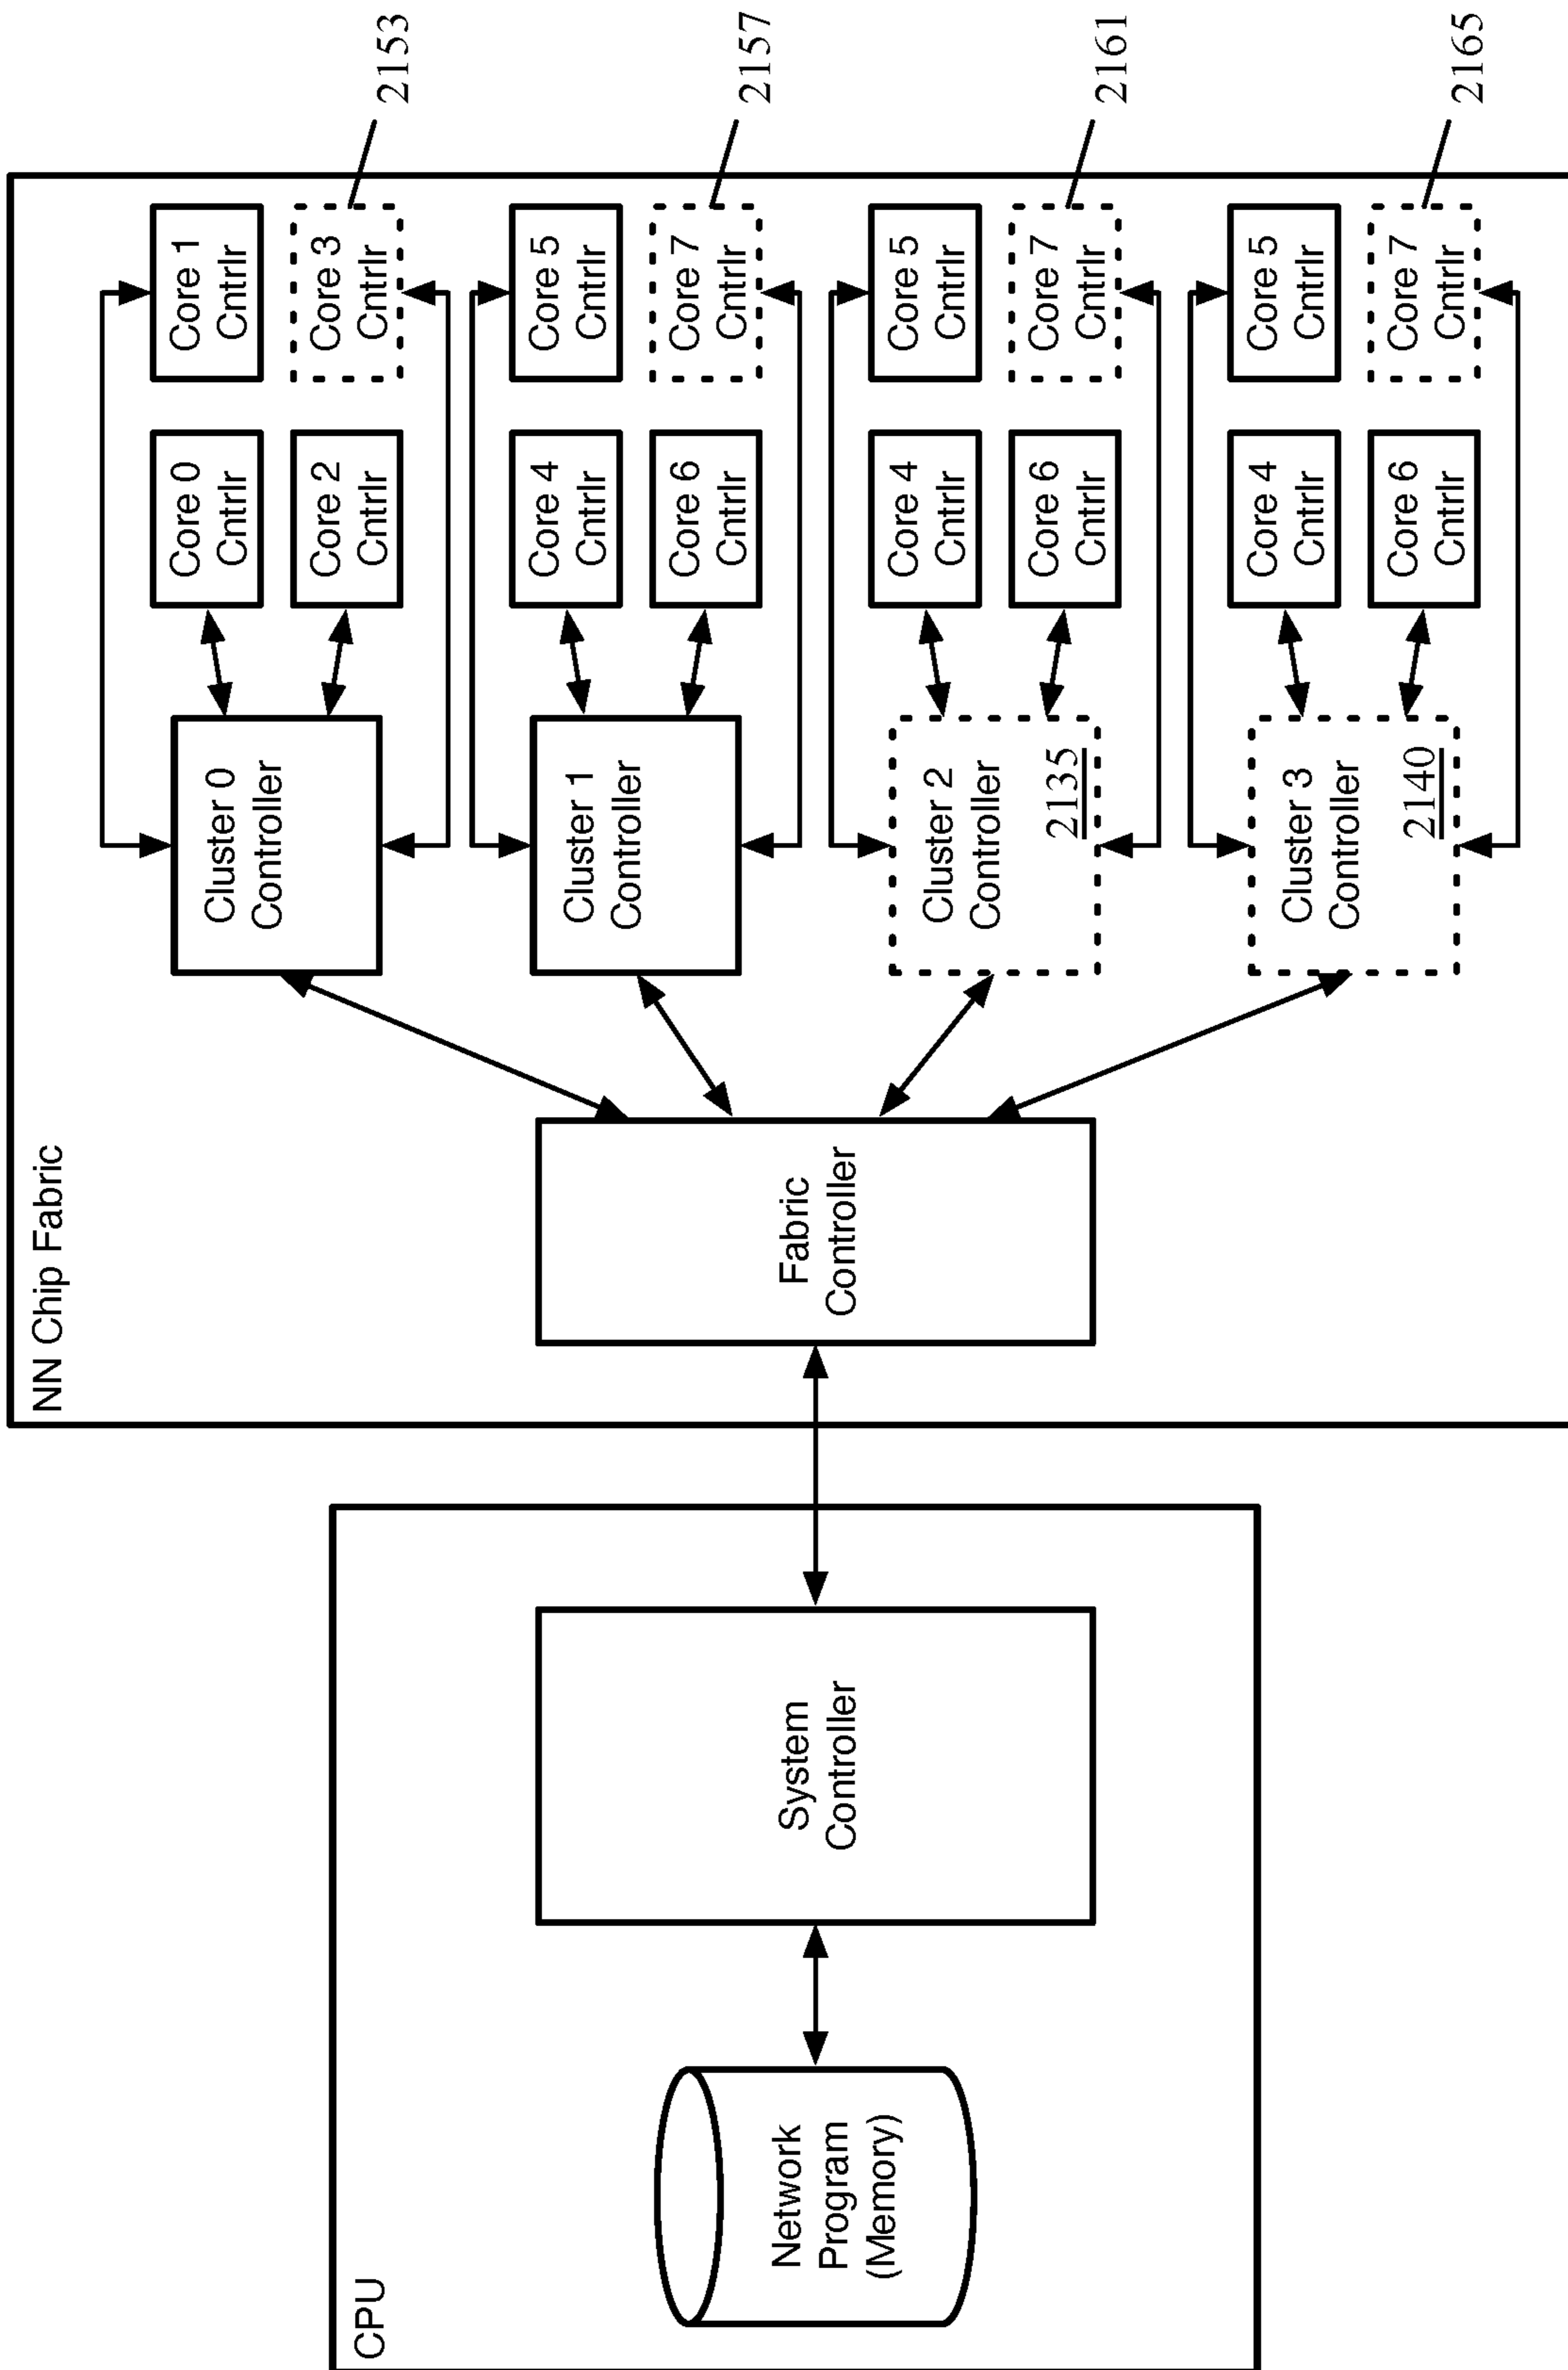 CPU
Network
Program
(Memory)
System
Controller
NN Chip Fabric
Fabric
Controller
Cluster 0
Controller
Core 0
Cntrlr
Core 1
Cntrlr
Core 2
Cntrlr
Core 3
Cntrlr
2153
Cluster 1
Controller
Core 4
Cntrlr
Core 5
Cntrlr
Core 6
Cntrlr
Core 7
Cntrlr
2157
Cluster 2
Controller
2135
Core 4
Cntrlr
Core 5
Cntrlr
Core 6
Cntrlr
Core 7
Cntrlr
2161
Cluster 3
Controller
2140
Core 4
Cntrlr
Core 5
Cntrlr
Core 6
Cntrlr
Core 7
Cntrlr
2165